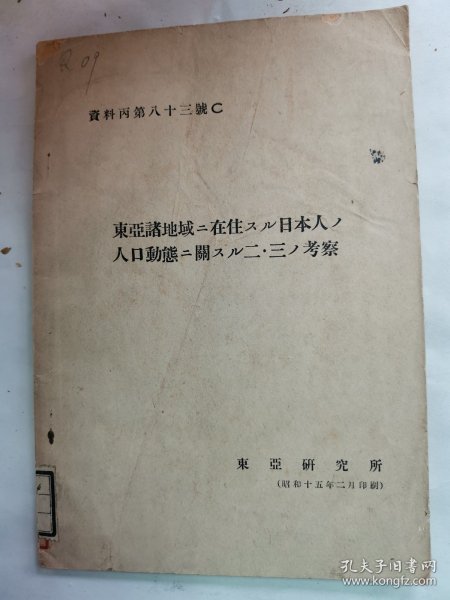 Q 09
資料丙第八十三號C
東亞諸地域ニ在住スル日本人ノ
人口動態ニ關スル二・三ノ考察
東亞研究所
(昭和十五年二月印刷)
孔夫子旧书网
www.kongfz.com